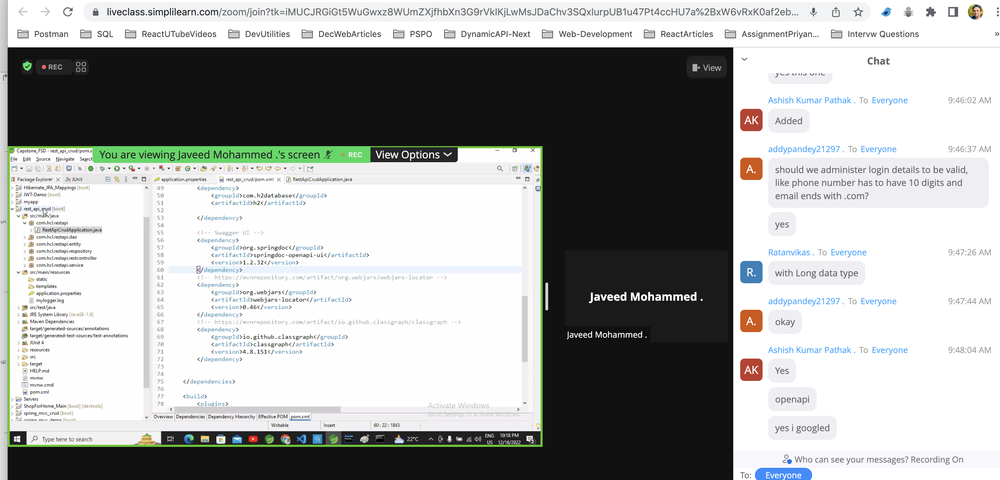 liveclass.simplilearn.com/zoom/join?tk=iMUCJRGiGt5WuGwxz8WUmZXjfhbXn3G9rVkIKjLwMsJDaChv3SQxIurpUB1u47Pt4ccHU7a%2BxW6vRxK0af2eb...
Postman
SQL
ReactUTubeVideos
DevUtilities
DecWebArticles
PSPO
DynamicAPI-Next
Web-Development
ReactArticles
AssignmentPriyan...
Intervw Questions
»
REC
View
Capstone_FSD - rest_api_crud/pom.x
You are viewing Javeed Mohammed .'s screen
REC
View Options
File Edit Source Navigate Search
Package Explorer
JUnit
application.properties
rest_api_crud/pom.xml
RestApiCrudApplication.java
Hibernate_JPA_Mappings [boot]
JWT-Demo [boot]
myapp
rest_api_crud [boot]
src/main/java
com.hcl.restapi
RestApiCrudApplication.java
com.hcl.restapi.dao
com.hcl.restapi.entity
com.hcl.restapi.respository
com.hcl.restapi.restcontroller
com.hcl.restapi.service
src/main/resources
static
templates
application.properties
mylogger.log
src/test/java
JRE System Library [JavaSE-1.8]
Maven Dependencies
target/generated-sources/annotations
target/generated-test-sources/test-annotations
JUnit 4
resources
src
target
HELP.md
mvnw
mvnw.cmd
pom.xml
Servers
ShopForHome_Main [boot] [devtools]
spring_mvc_crud [boot]
spring_mvc_demo [boot]
49 <dependency>
50 <groupId>com.h2database</groupId>
51 <artifactId>h2</artifactId>
52
53 </dependency>
54
55 <!-- Swagger UI -->
56 <dependency>
57 <groupId>org.springdoc</groupId>
58 <artifactId>springdoc-openapi-ui</artifactId>
59 <version>1.2.32</version>
60 </dependency>
61 <!-- https://mvnrepository.com/artifact/org.webjars/webjars-locator -->
62 <dependency>
63 <groupId>org.webjars</groupId>
64 <artifactId>webjars-locator</artifactId>
65 <version>0.46</version>
66 </dependency>
67 <!-- https://mvnrepository.com/artifact/io.github.classgraph/classgraph -->
68 <dependency>
69 <groupId>io.github.classgraph</groupId>
70 <artifactId>classgraph</artifactId>
71 <version>4.8.151</version>
72 </dependency>
73
74
75 </dependencies>
76
77 <build>
78 <plugins>
Activate Windows
Go to Settings to activate Windows.
Overview Dependencies Dependency Hierarchy Effective POM pom.xml
Writable
Insert
60 : 22 : 1843
Type here to search
22°C
ENG
US
10:18 PM
12/16/2022
2
Javeed Mohammed .
Javeed Mohammed .
Chat
yes this one
Ashish Kumar Pathak . To Everyone 9:46:02 AM
AK
Added
addypandey21297 . To Everyone 9:46:37 AM
A.
should we administer login details to be valid,
like phone number has to have 10 digits and
email ends with .com?
yes
Ratanvikas . To Everyone 9:47:26 AM
R.
with Long data type
addypandey21297 . To Everyone 9:47:44 AM
A.
okay
Ashish Kumar Pathak . To Everyone 9:48:04 AM
AK
Yes
openapi
yes i googled
Who can see your messages? Recording On
To: Everyone
5
6